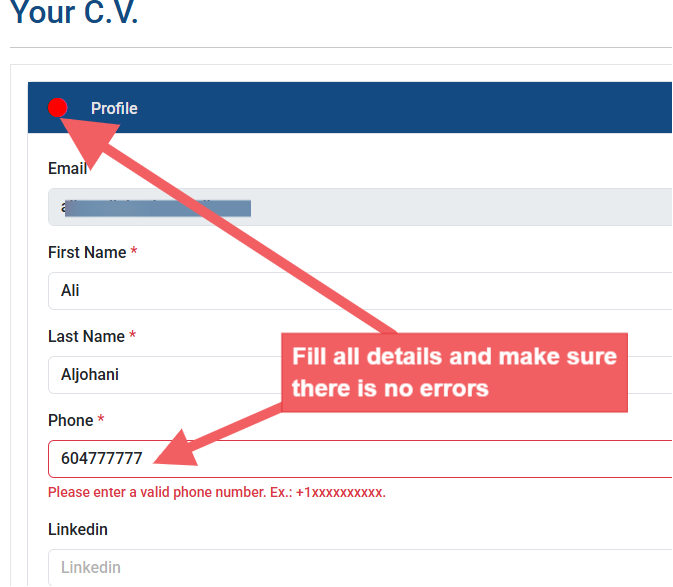 Your C.V.
Profile
Email
First Name *
Ali
Last Name *
Aljohani
Fill all details and make sure
there is no errors
Phone *
604777777
Please enter a valid phone number. Ex.: +1xxxxxxxxxx.
Linkedin
Linkedin